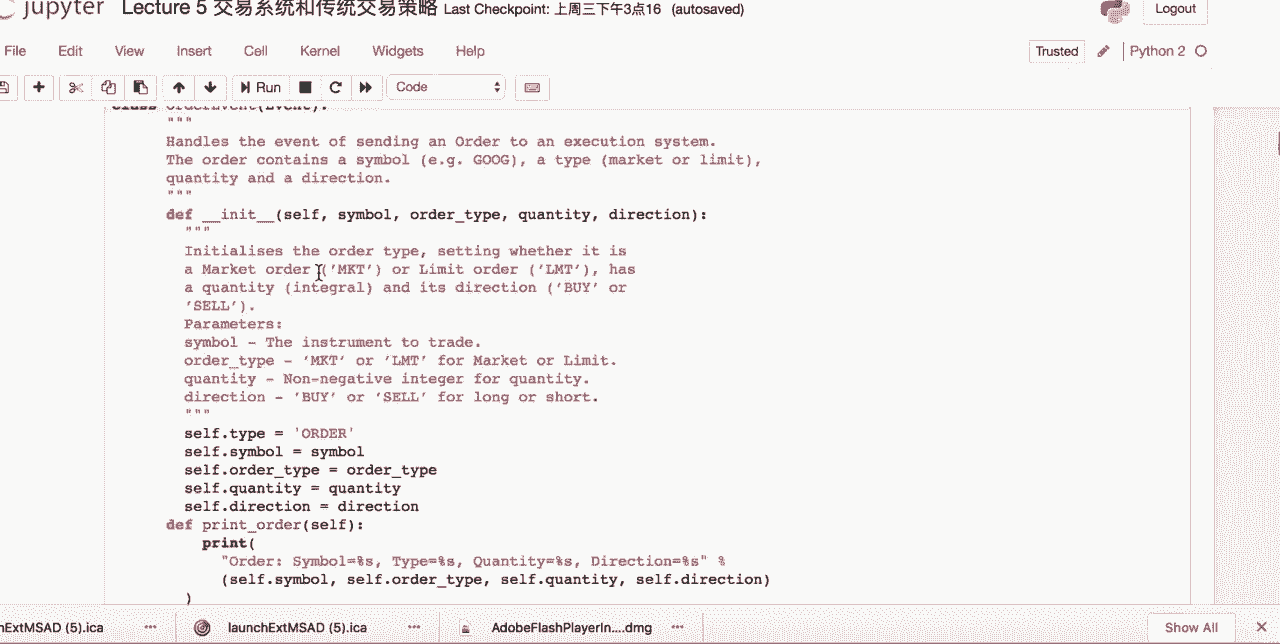 jupyter Lecture 5 交易系统和传统交易策略 Last Checkpoint: 上周三下午3点16 (autosaved) Logout
File Edit View Insert Cell Kernel Widgets Help Trusted Python 2
Run Code
class OrderEvent(Event):
"""
Handles the event of sending an Order to an execution system.
The order contains a symbol (e.g. GOOG), a type (market or limit),
quantity and a direction.
"""
def __init__(self, symbol, order_type, quantity, direction):
"""
Initialises the order type, setting whether it is
a Market order (’MKT’) or Limit order (’LMT’), has
a quantity (integral) and its direction (’BUY’ or
’SELL’).
Parameters:
symbol - The instrument to trade.
order_type - ’MKT’ or ’LMT’ for Market or Limit.
quantity - Non-negative integer for quantity.
direction - ’BUY’ or ’SELL’ for long or short.
"""
self.type = 'ORDER'
self.symbol = symbol
self.order_type = order_type
self.quantity = quantity
self.direction = direction
def print_order(self):
print(
"Order: Symbol=%s, Type=%s, Quantity=%s, Direction=%s" %
(self.symbol, self.order_type, self.quantity, self.direction)
)
hExtMSAD (5).ica launchExtMSAD (5).ica AdobeFlashPlayerIn....dmg Show All